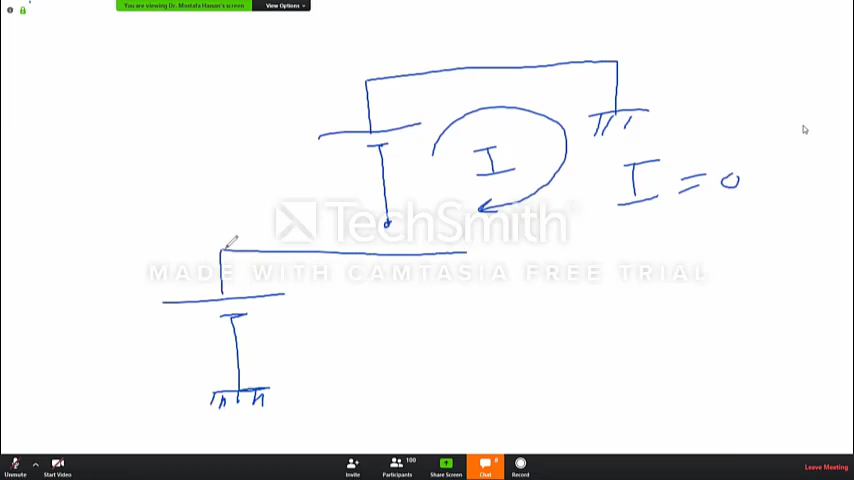 You are viewing Dr. Mostafa Hassan's screen
View Options
I
I = 0
TechSmith
MADE WITH CAMTASIA FREE TRIAL
Unmute
Start Video
Invite
100
Participants
Share Screen
8
Chat
Record
Leave Meeting